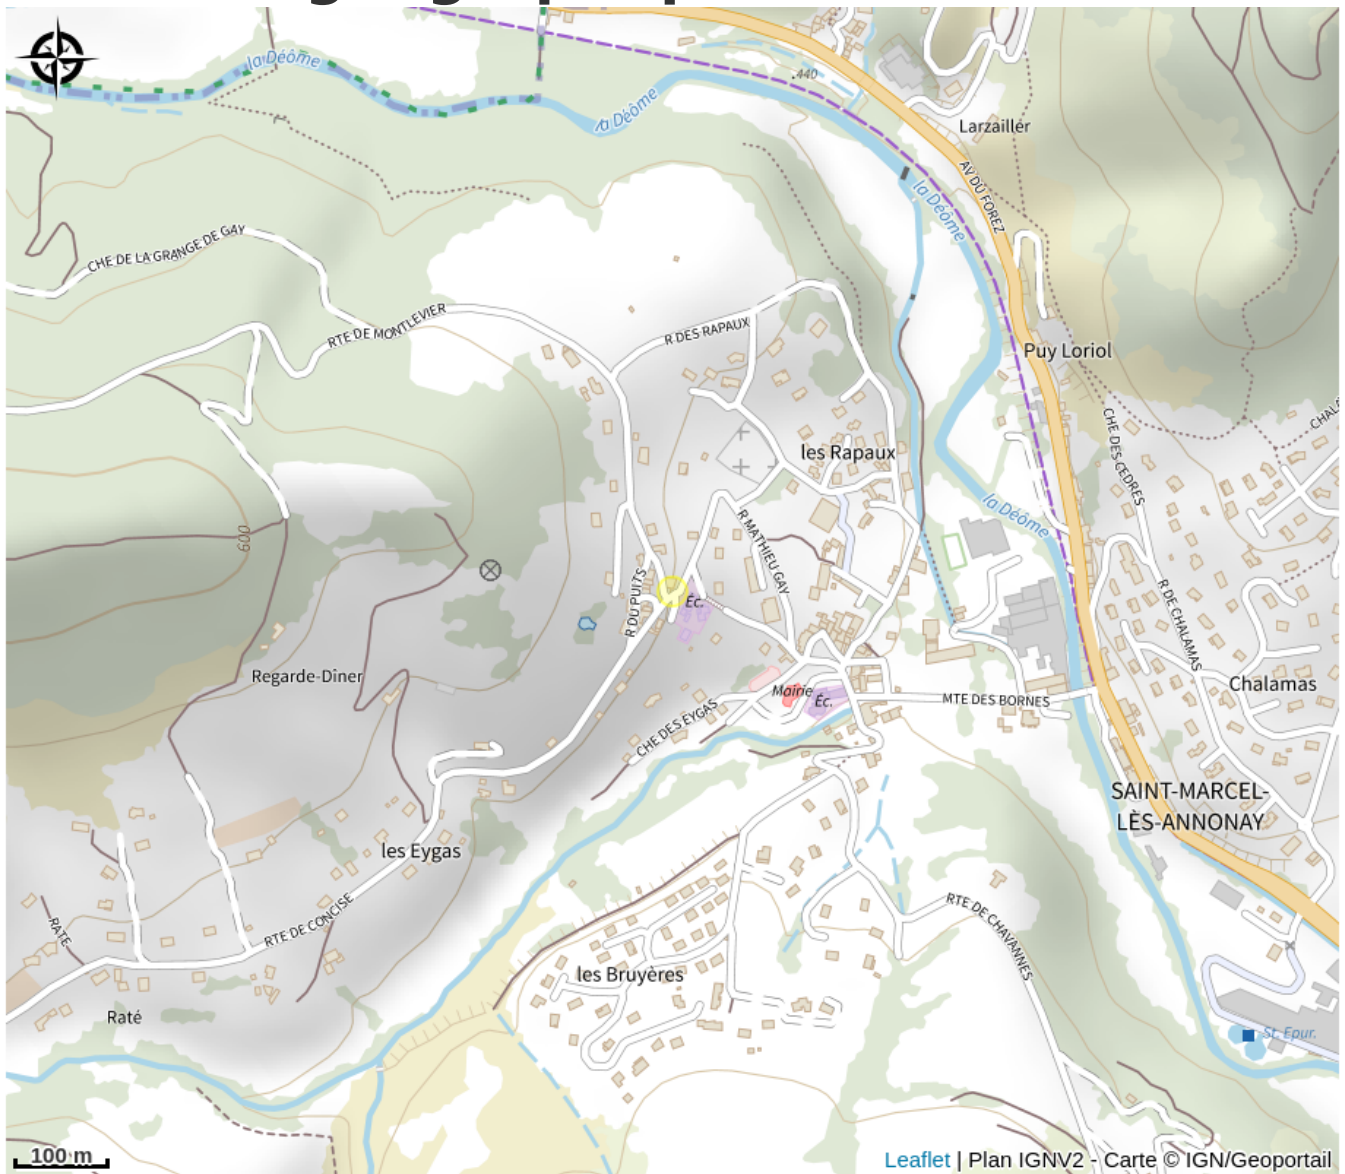 la Déôme
la Déôme
.440
Larzaillér
AV DU FOREZ
la Déôme
CHE DE LA GRANGE DE GAY
RTE DE MONTLEVIER
R DES RAPAUX
Puy Loriol
CHE DES CEDRES
les Rapaux
la Déôme
R MATHIEU GAY
600
R DU PUITS
Éc.
R DE CHALAMAS
Regarde-Dîner
Mairie
Éc.
MTE DES BORNES
Chalamas
CHE DES EYGAS
SAINT-MARCEL-
LÈS-ANNONAY
les Eygas
RTE DE CONCISE
RATE
RTE DE CHAVANNES
les Bruyères
Raté
St. Epur.
100 m
Leaflet | Plan IGNV2 - Carte © IGN/Geoportail